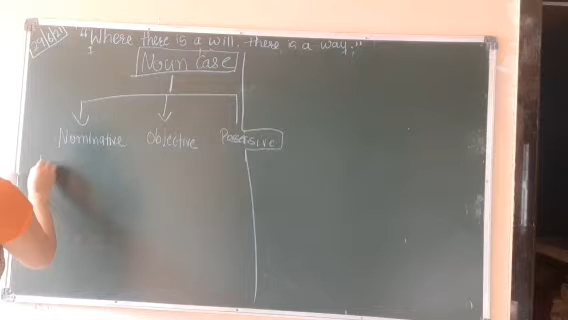 "Where there is a will, there is a way."
Noun Case
Nominative Objective Possessive